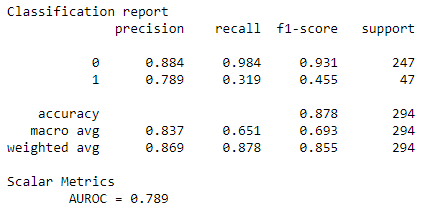 Classification report
precision recall f1-score support
0 0.884 0.984 0.931 247
1 0.789 0.319 0.455 47
accuracy 0.878 294
macro avg 0.837 0.651 0.693 294
weighted avg 0.869 0.878 0.855 294
Scalar Metrics
AUROC = 0.789